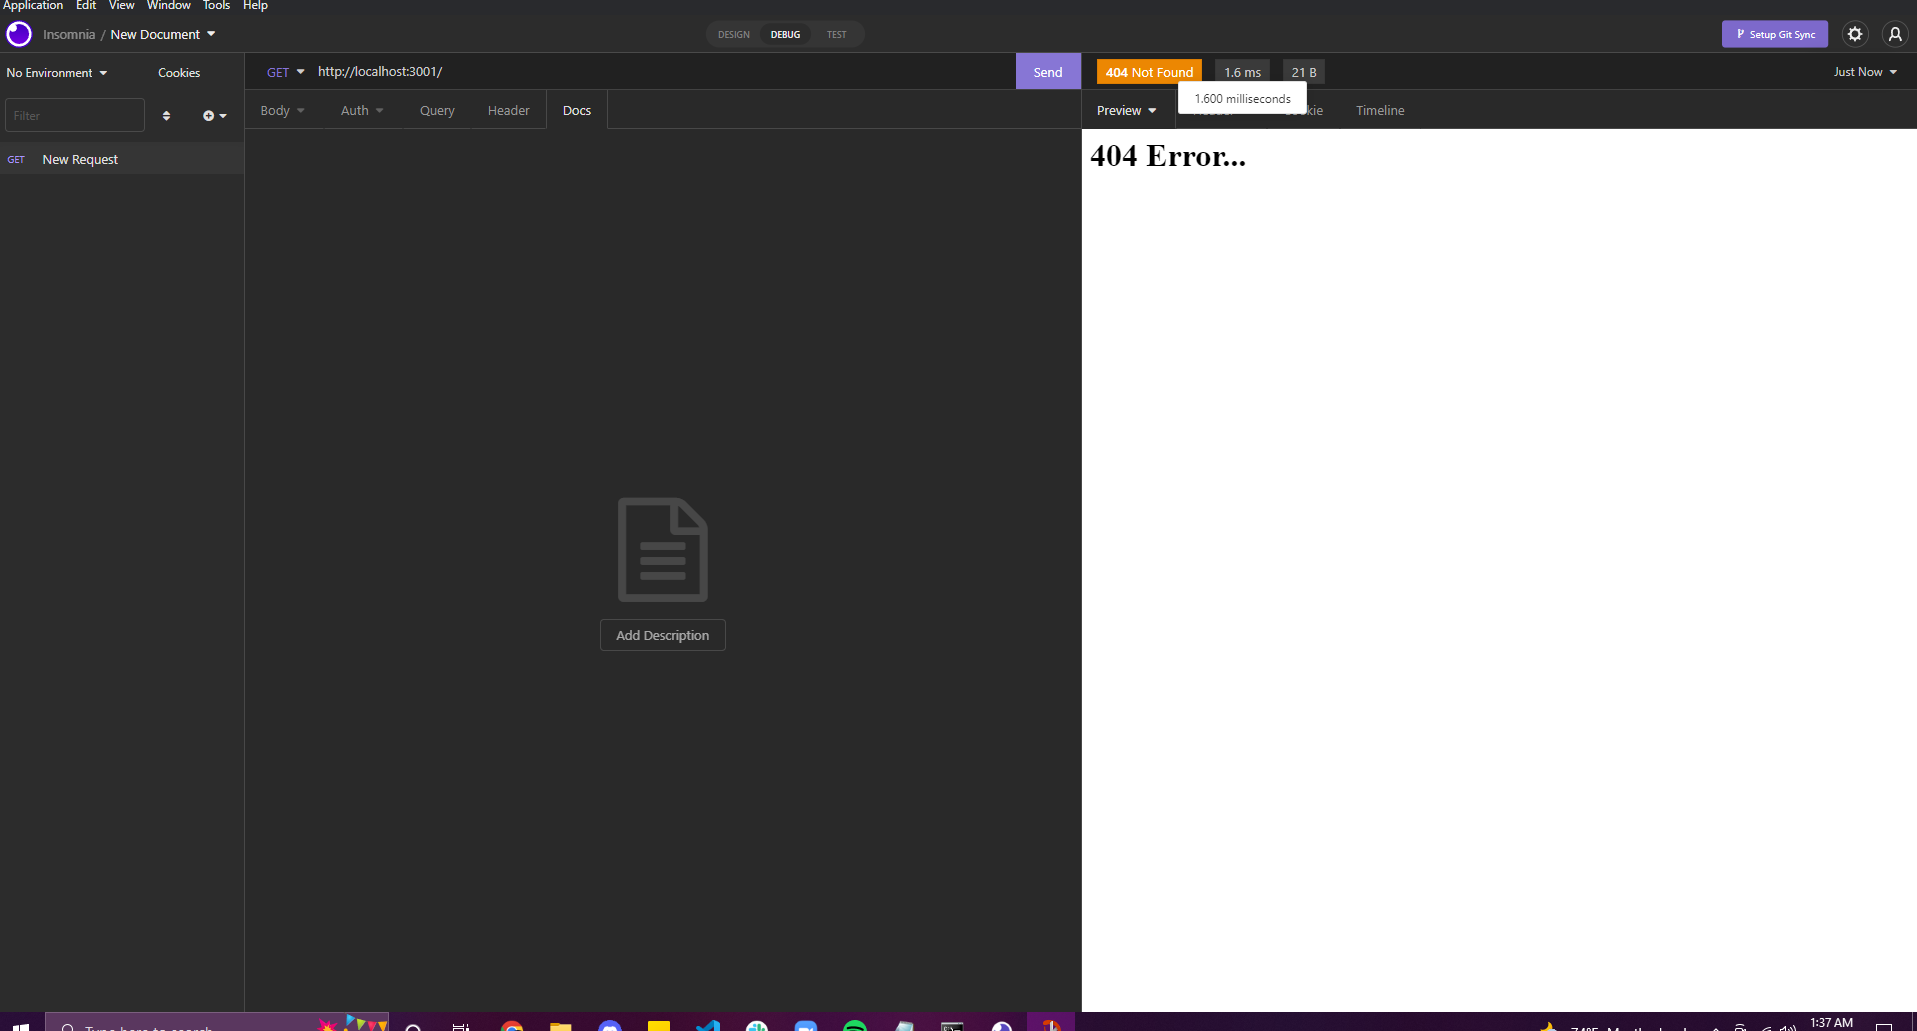 Application Edit View Window Tools Help
Insomnia / New Document
DESIGN DEBUG TEST
Setup Git Sync
No Environment Cookies
GET http://localhost:3001/ Send
404 Not Found 1.6 ms 21 B Just Now
1.600 milliseconds
Filter
Body Auth Query Header Docs
Preview Timeline
GET New Request
404 Error...
Add Description
Type here to search
74°F
1:37 AM